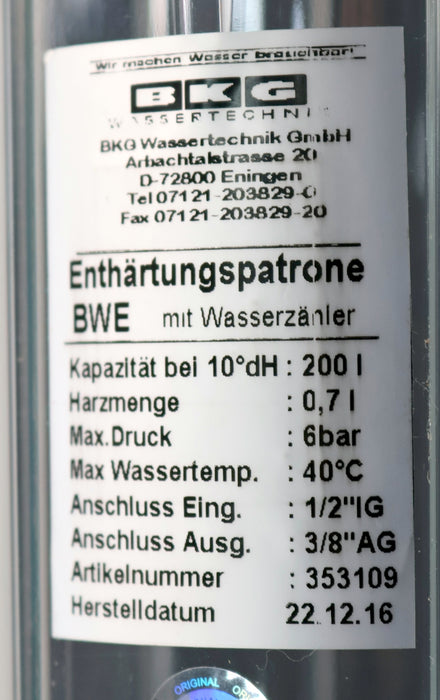 Wir machen Wasser brauchbar!
BKG
WASSERTECHNIK
BKG Wassertechnik GmbH
Arbachtalstrasse 20
D-72800 Eningen
Tel 07121-203829-0
Fax 07121-203829-20
Enthärtungspatrone
BWE mit Wasserzähler
Kapazität bei 10°dH : 200 l
Harzmenge : 0,7 l
Max.Druck : 6bar
Max Wassertemp. : 40°C
Anschluss Eing. : 1/2"IG
Anschluss Ausg. : 3/8"AG
Artikelnummer : 353109
Herstelldatum 22.12.16
ORIGINAL